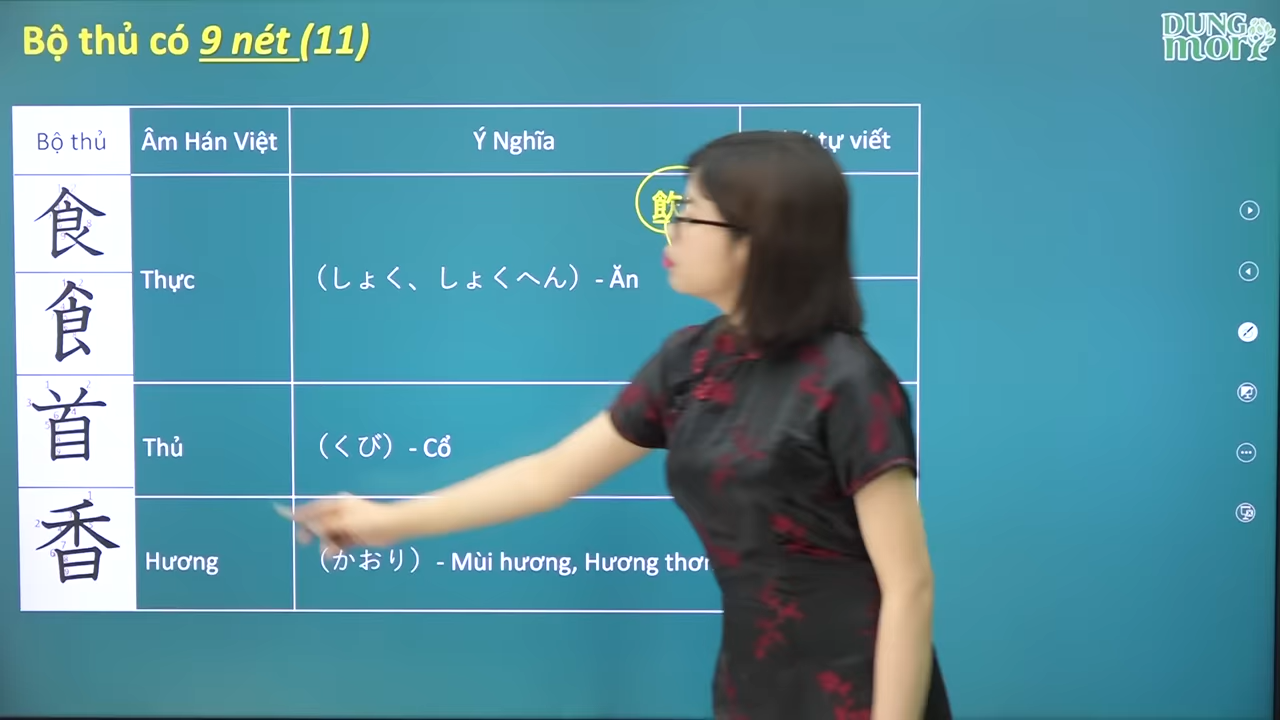 Bộ thủ có 9 nét (11)
DUNG
mori
Bộ thủ
Âm Hán Việt
Ý Nghĩa
tự viết
食
飠
Thực
(しょく、しょくへん) - Ăn
飲
首
Thủ
(くび) - Cổ
香
Hương
(かおり) - Mùi hương, Hương thơm